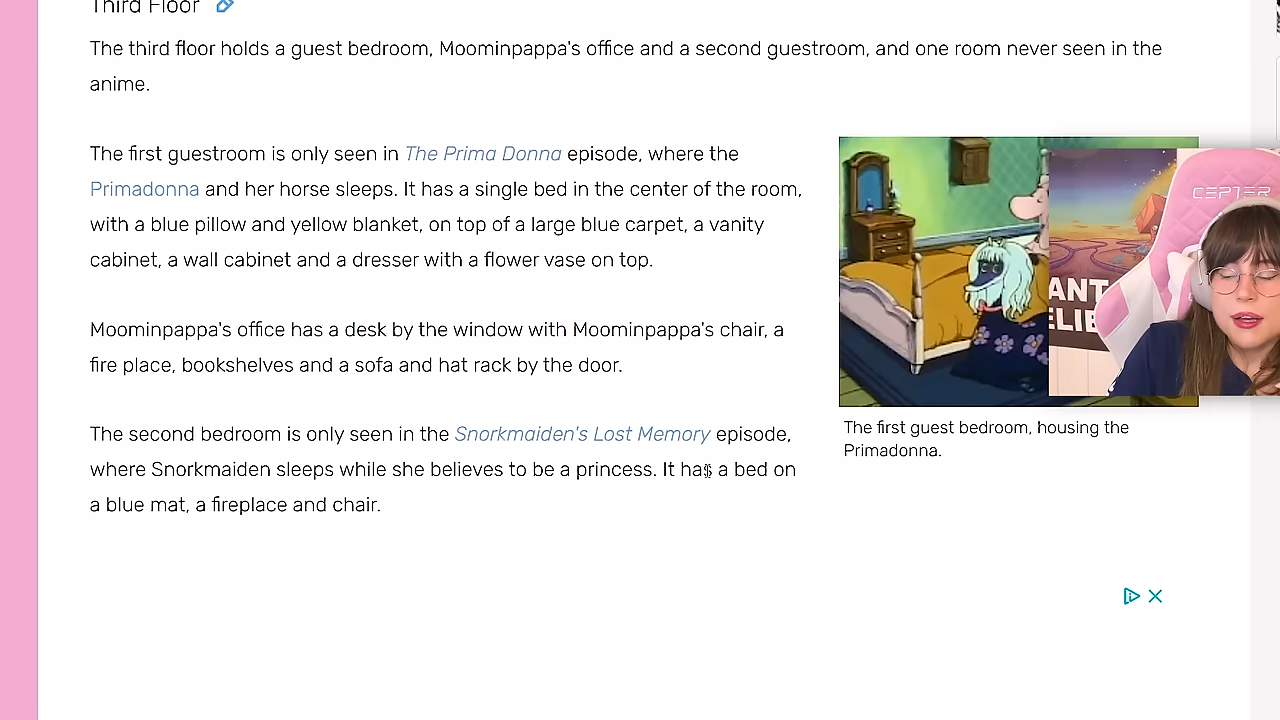 Third Floor
The third floor holds a guest bedroom, Moominpappa's office and a second guestroom, and one room never seen in the
anime.
The first guestroom is only seen in The Prima Donna episode, where the
Primadonna and her horse sleeps. It has a single bed in the center of the room,
with a blue pillow and yellow blanket, on top of a large blue carpet, a vanity
cabinet, a wall cabinet and a dresser with a flower vase on top.
Moominpappa's office has a desk by the window with Moominpappa's chair, a
fire place, bookshelves and a sofa and hat rack by the door.
The second bedroom is only seen in the Snorkmaiden's Lost Memory episode,
where Snorkmaiden sleeps while she believes to be a princess. It has a bed on
a blue mat, a fireplace and chair.
The first guest bedroom, housing the
Primadonna.
CEPTER
ANT
ELIE